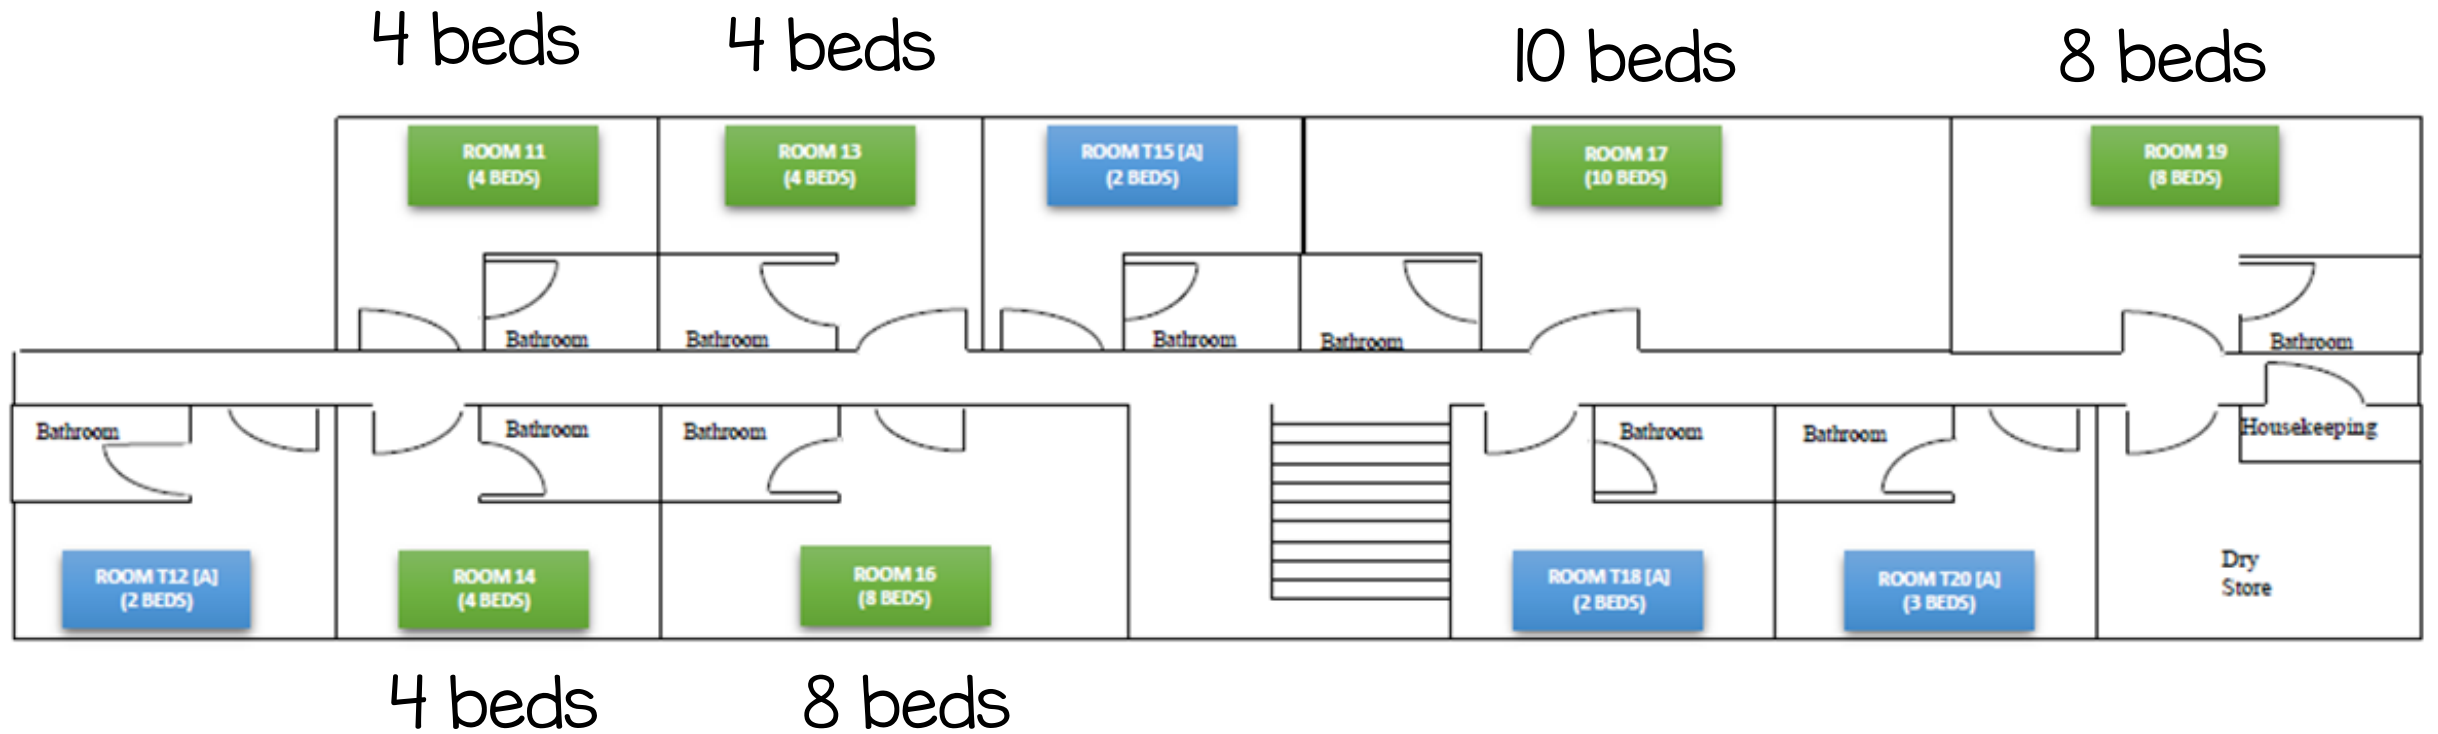 4 beds
4 beds
10 beds
8 beds
ROOM 11
(4 BEDS)
ROOM 13
(4 BEDS)
ROOM T15 [A]
(2 BEDS)
ROOM 17
(10 BEDS)
ROOM 19
(8 BEDS)
Bathroom
Bathroom
Bathroom
Bathroom
Bathroom
Bathroom
Bathroom
Bathroom
Bathroom
Bathroom
Housekeeping
ROOM T12 [A]
(2 BEDS)
ROOM 14
(4 BEDS)
ROOM 16
(8 BEDS)
ROOM T18 [A]
(2 BEDS)
ROOM T20 [A]
(3 BEDS)
Dry
Store
4 beds
8 beds